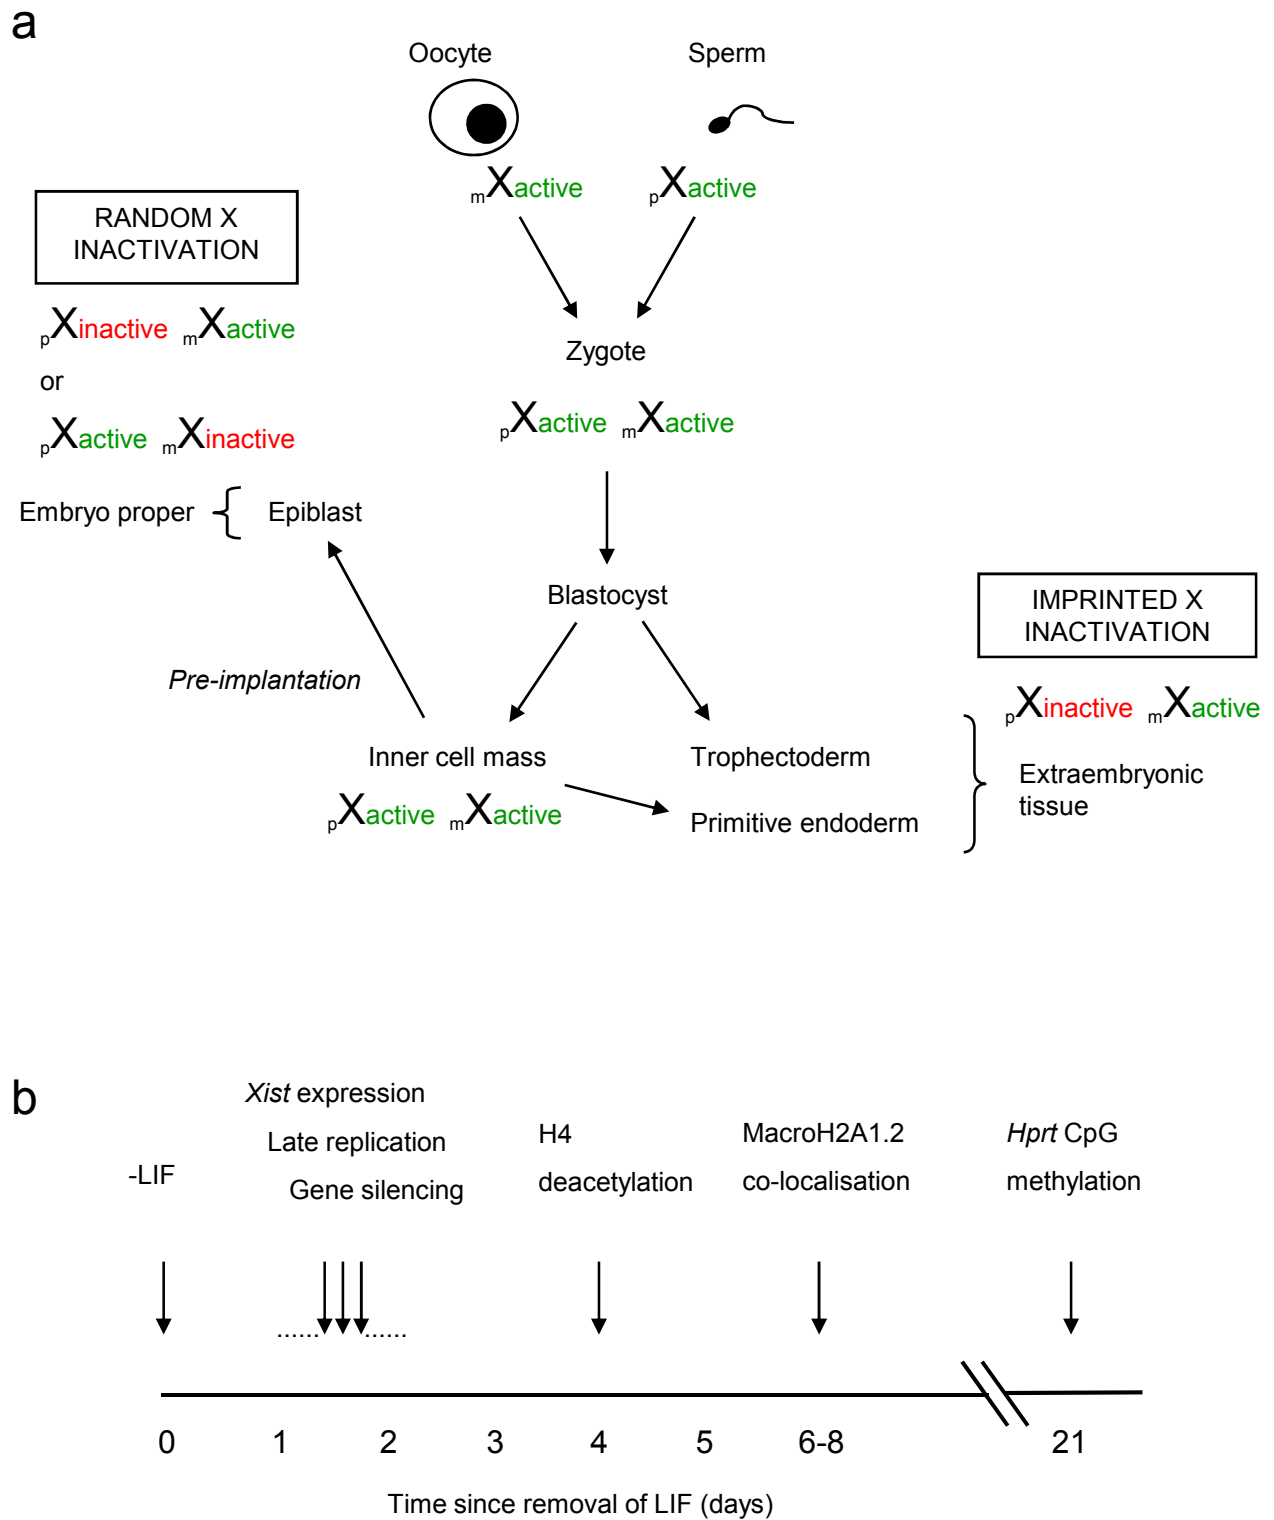 a
Oocyte
Sperm
mXactive
pXactive
RANDOM X
INACTIVATION
pXinactive mXactive
or
pXactive mXinactive
Embryo proper
Epiblast
Zygote
pXactive mXactive
Blastocyst
Pre-implantation
Inner cell mass
pXactive mXactive
Trophectoderm
Primitive endoderm
IMPRINTED X
INACTIVATION
pXinactive mXactive
Extraembryonic
tissue
b
-LIF
Xist expression
Late replication
Gene silencing
H4
deacetylation
MacroH2A1.2
co-localisation
Hprt CpG
methylation
0 1 2 3 4 5 6-8 21
Time since removal of LIF (days)